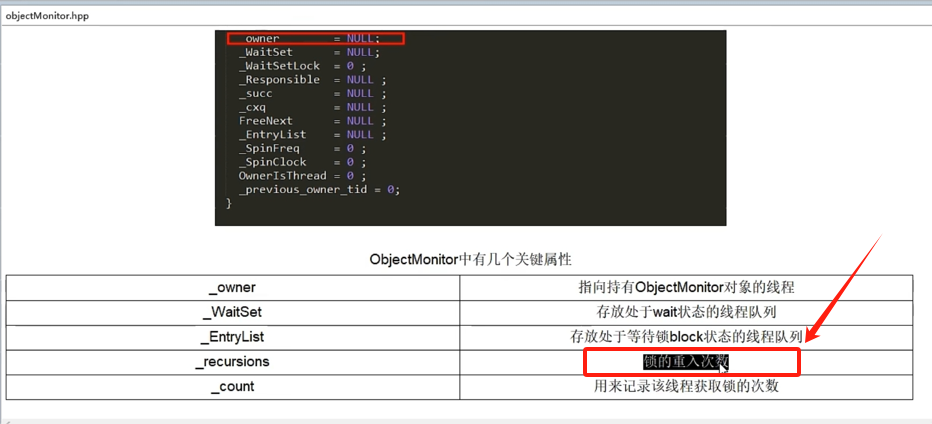 objectMonitor.hpp
_owner = NULL;
_WaitSet = NULL;
_WaitSetLock = 0 ;
_Responsible = NULL ;
_succ = NULL ;
_cxq = NULL ;
FreeNext = NULL ;
_EntryList = NULL ;
_SpinFreq = 0 ;
_SpinClock = 0 ;
OwnerIsThread = 0 ;
_previous_owner_tid = 0;
}
ObjectMonitor中有几个关键属性
_owner 指向持有ObjectMonitor对象的线程
_WaitSet 存放处于wait状态的线程队列
_EntryList 存放处于等待锁block状态的线程队列
_recursions 锁的重入次数
_count 用来记录该线程获取锁的次数